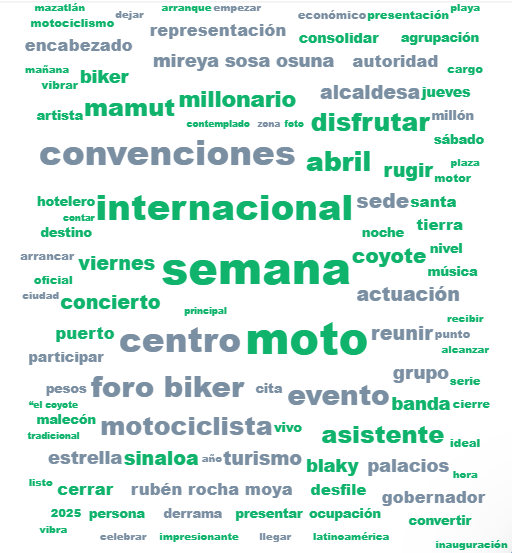 mazatlán dejar arranque empezar económico presentación playa
motociclismo representación consolidar agrupación
encabezado mireya sosa osuna autoridad
mañana biker cargo
vibrar millonario alcaldesa jueves
artista mamut disfrutar millón
contemplado zona foto sábado
convenciones abril rugir plaza
motor
hotelero internacional sede santa
contar tierra
destino noche
arrancar viernes semana coyote nivel
oficial música
ciudad concierto actuación
principal recibir
puerto centro moto reunir punto
participar alcanzar
grupo serie
pesos foro biker cita evento banda cierre
"el coyote
malecón motociclista vivo asistente
tradicional ideal
estrella sinaloa año turismo blaky palacios hora
listo cerrar rubén rocha moya desfile gobernador
2025 persona derrama presentar ocupación convertir
vibra celebrar impresionante llegar latinoamérica
inauguración